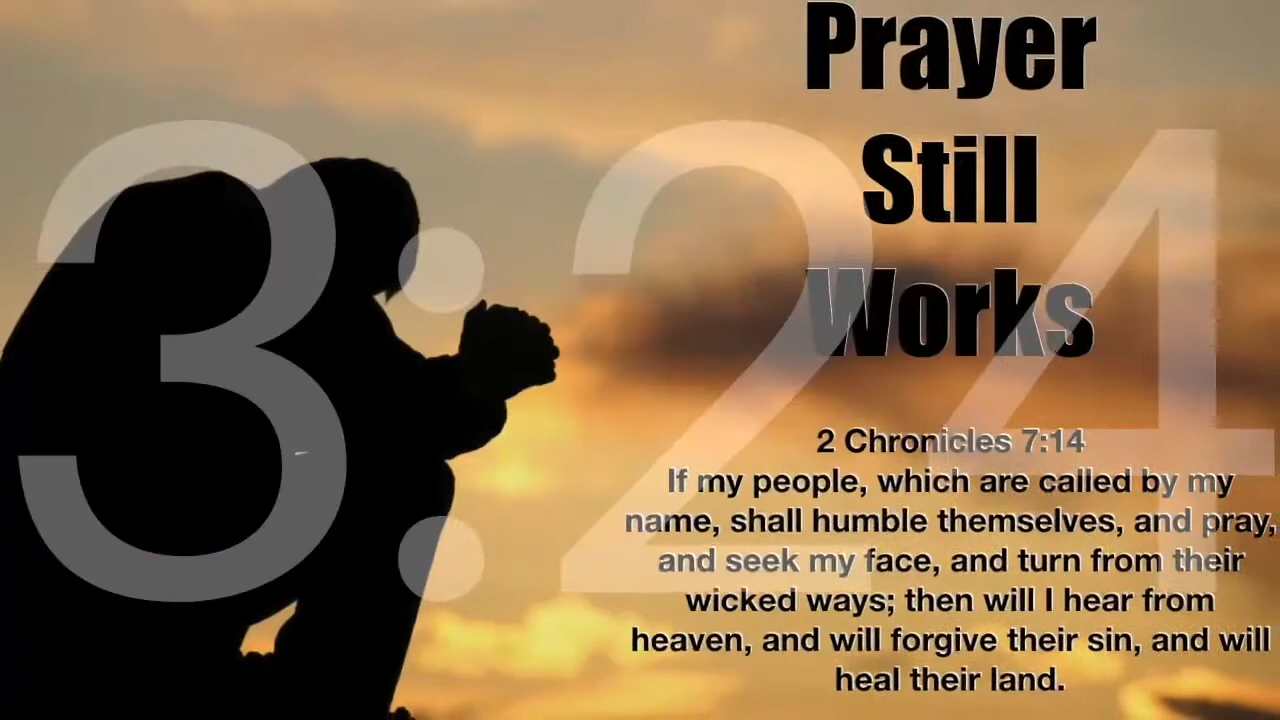 Prayer
Still
Works
3:24
2 Chronicles 7:14
If my people, which are called by my
name, shall humble themselves, and pray,
and seek my face, and turn from their
wicked ways; then will I hear from
heaven, and will forgive their sin, and will
heal their land.